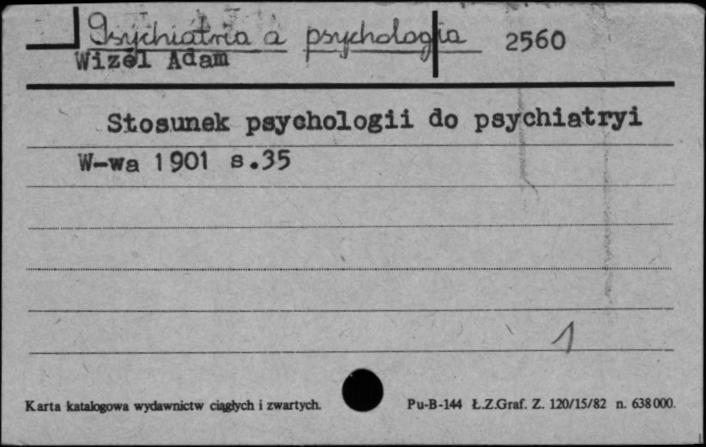 Psychiatria a psychologia 2560
Wizel Adam
Stosunek psychologii do psychiatryi
W-wa 1901 s.35
1
Karta katalogowa wydawnictw ciągłych i zwartych. Pu-B-144 Ł.Z.Graf. Z. 120/15/82 n. 638000.